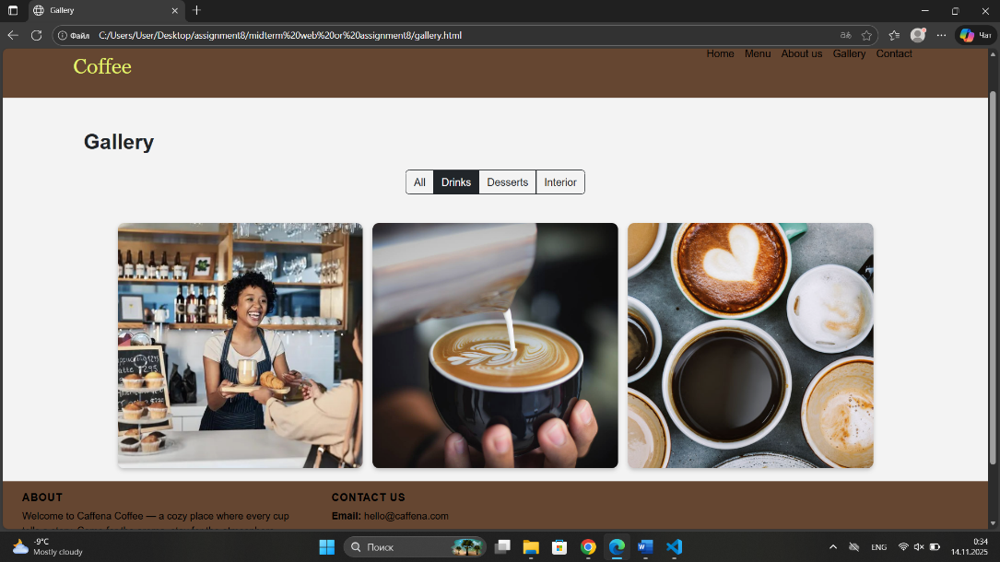 Gallery
Файл C:/Users/User/Desktop/assignment8/midterm%20web%20or%20assignment8/gallery.html
Чат
Coffee
Home Menu About us Gallery Contact
Gallery
All Drinks Desserts Interior
ABOUT
Welcome to Caffena Coffee — a cozy place where every cup
CONTACT US
Email: hello@caffena.com
-9°C
Mostly cloudy
Поиск
ENG
0:34
14.11.2025